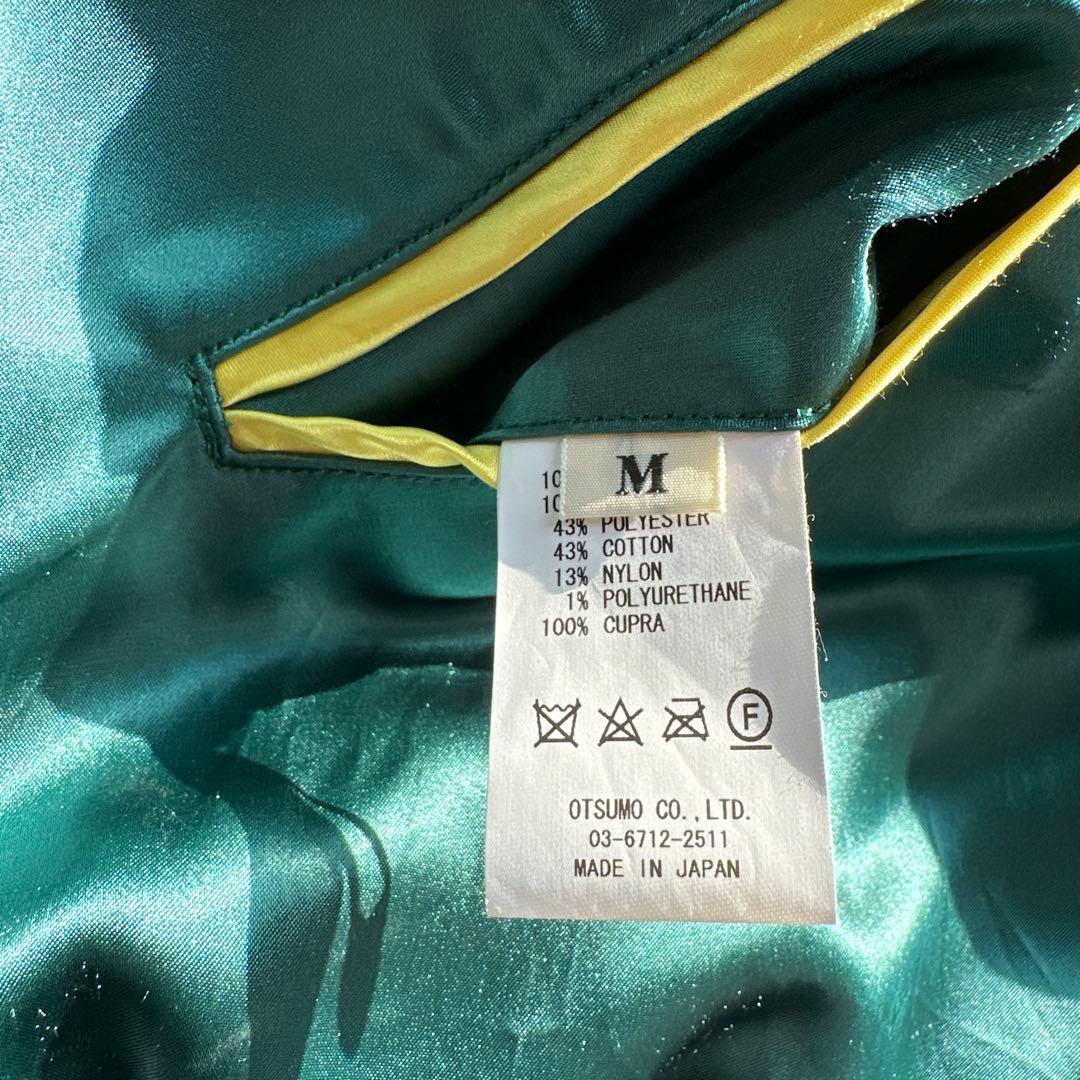 M
43% POLYESTER
43% COTTON
13% NYLON
1% POLYURETHANE
100% CUPRA
F
OTSUMO CO.,LTD.
03-6712-2511
MADE IN JAPAN